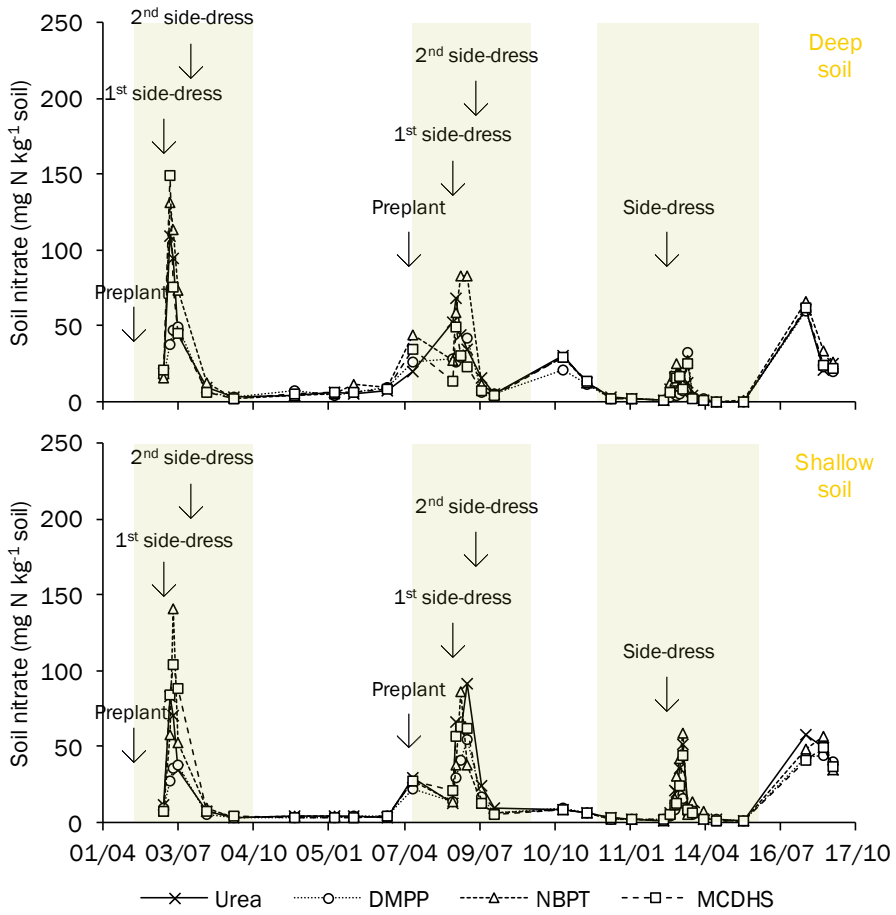 250
200
150
100
50
0
Soil nitrate (mg N kg⁻¹ soil)
2nd side-dress
1st side-dress
Preplant
2nd side-dress
1st side-dress
Preplant
Side-dress
Deep
soil
250
200
150
100
50
0
Soil nitrate (mg N kg⁻¹ soil)
2nd side-dress
1st side-dress
Preplant
2nd side-dress
1st side-dress
Preplant
Side-dress
Shallow
soil
01/04 03/07 04/10 05/01 07/04 09/07 10/10 11/01 14/04 16/07 17/10
Urea DMPP NBPT MCDHS